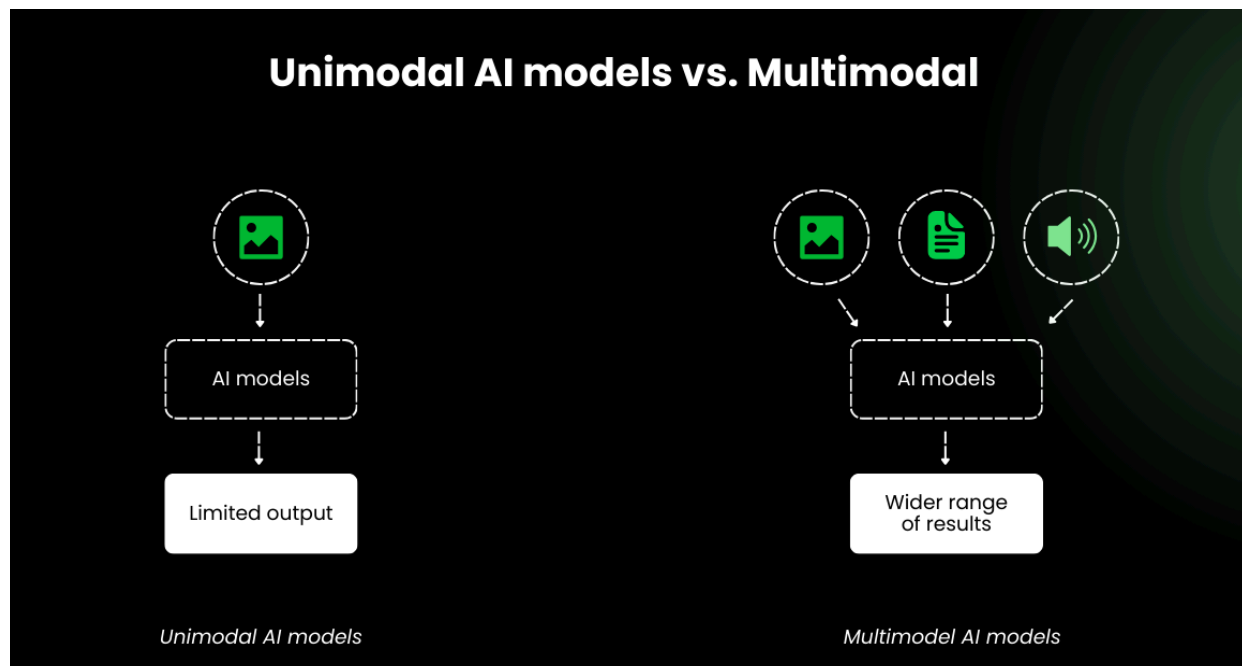 Unimodal AI models vs. Multimodal
AI models
AI models
Limited output
Wider range
of results
Unimodal AI models
Multimodel AI models